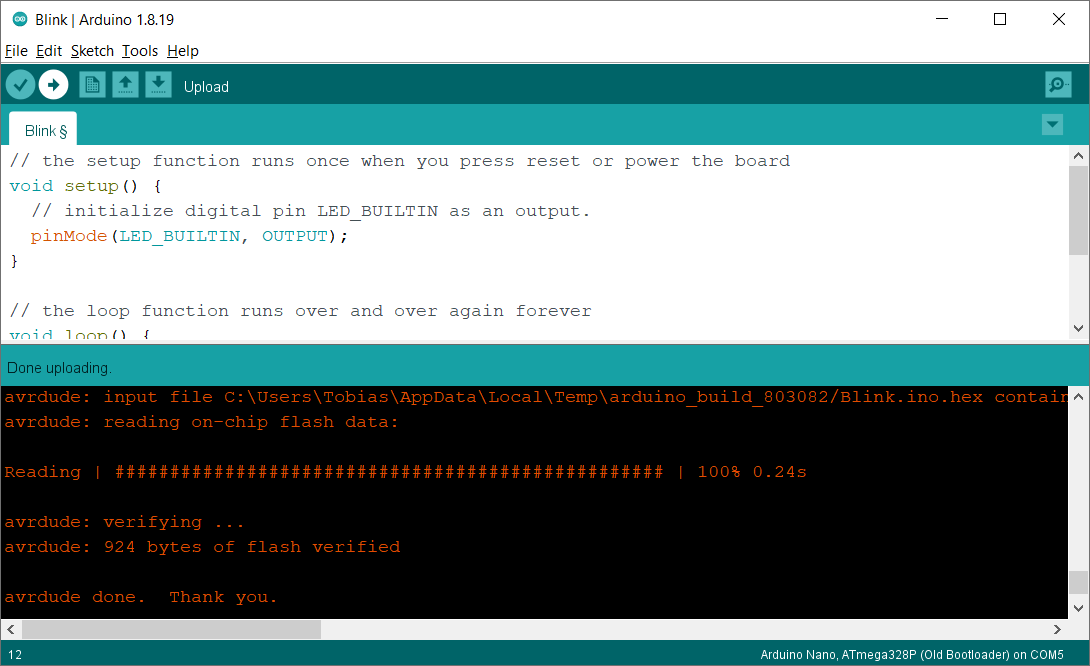 Blink | Arduino 1.8.19
File Edit Sketch Tools Help
Upload
Blink §
// the setup function runs once when you press reset or power the board
void setup() {
  // initialize digital pin LED_BUILTIN as an output.
  pinMode(LED_BUILTIN, OUTPUT);
}
// the loop function runs over and over again forever
void loop() {
Done uploading.
avrdude: input file C:\Users\Tobias\AppData\Local\Temp\arduino_build_803082/Blink.ino.hex contain
avrdude: reading on-chip flash data:
Reading | ################################################## | 100% 0.24s
avrdude: verifying ...
avrdude: 924 bytes of flash verified
avrdude done.  Thank you.
12
Arduino Nano, ATmega328P (Old Bootloader) on COM5